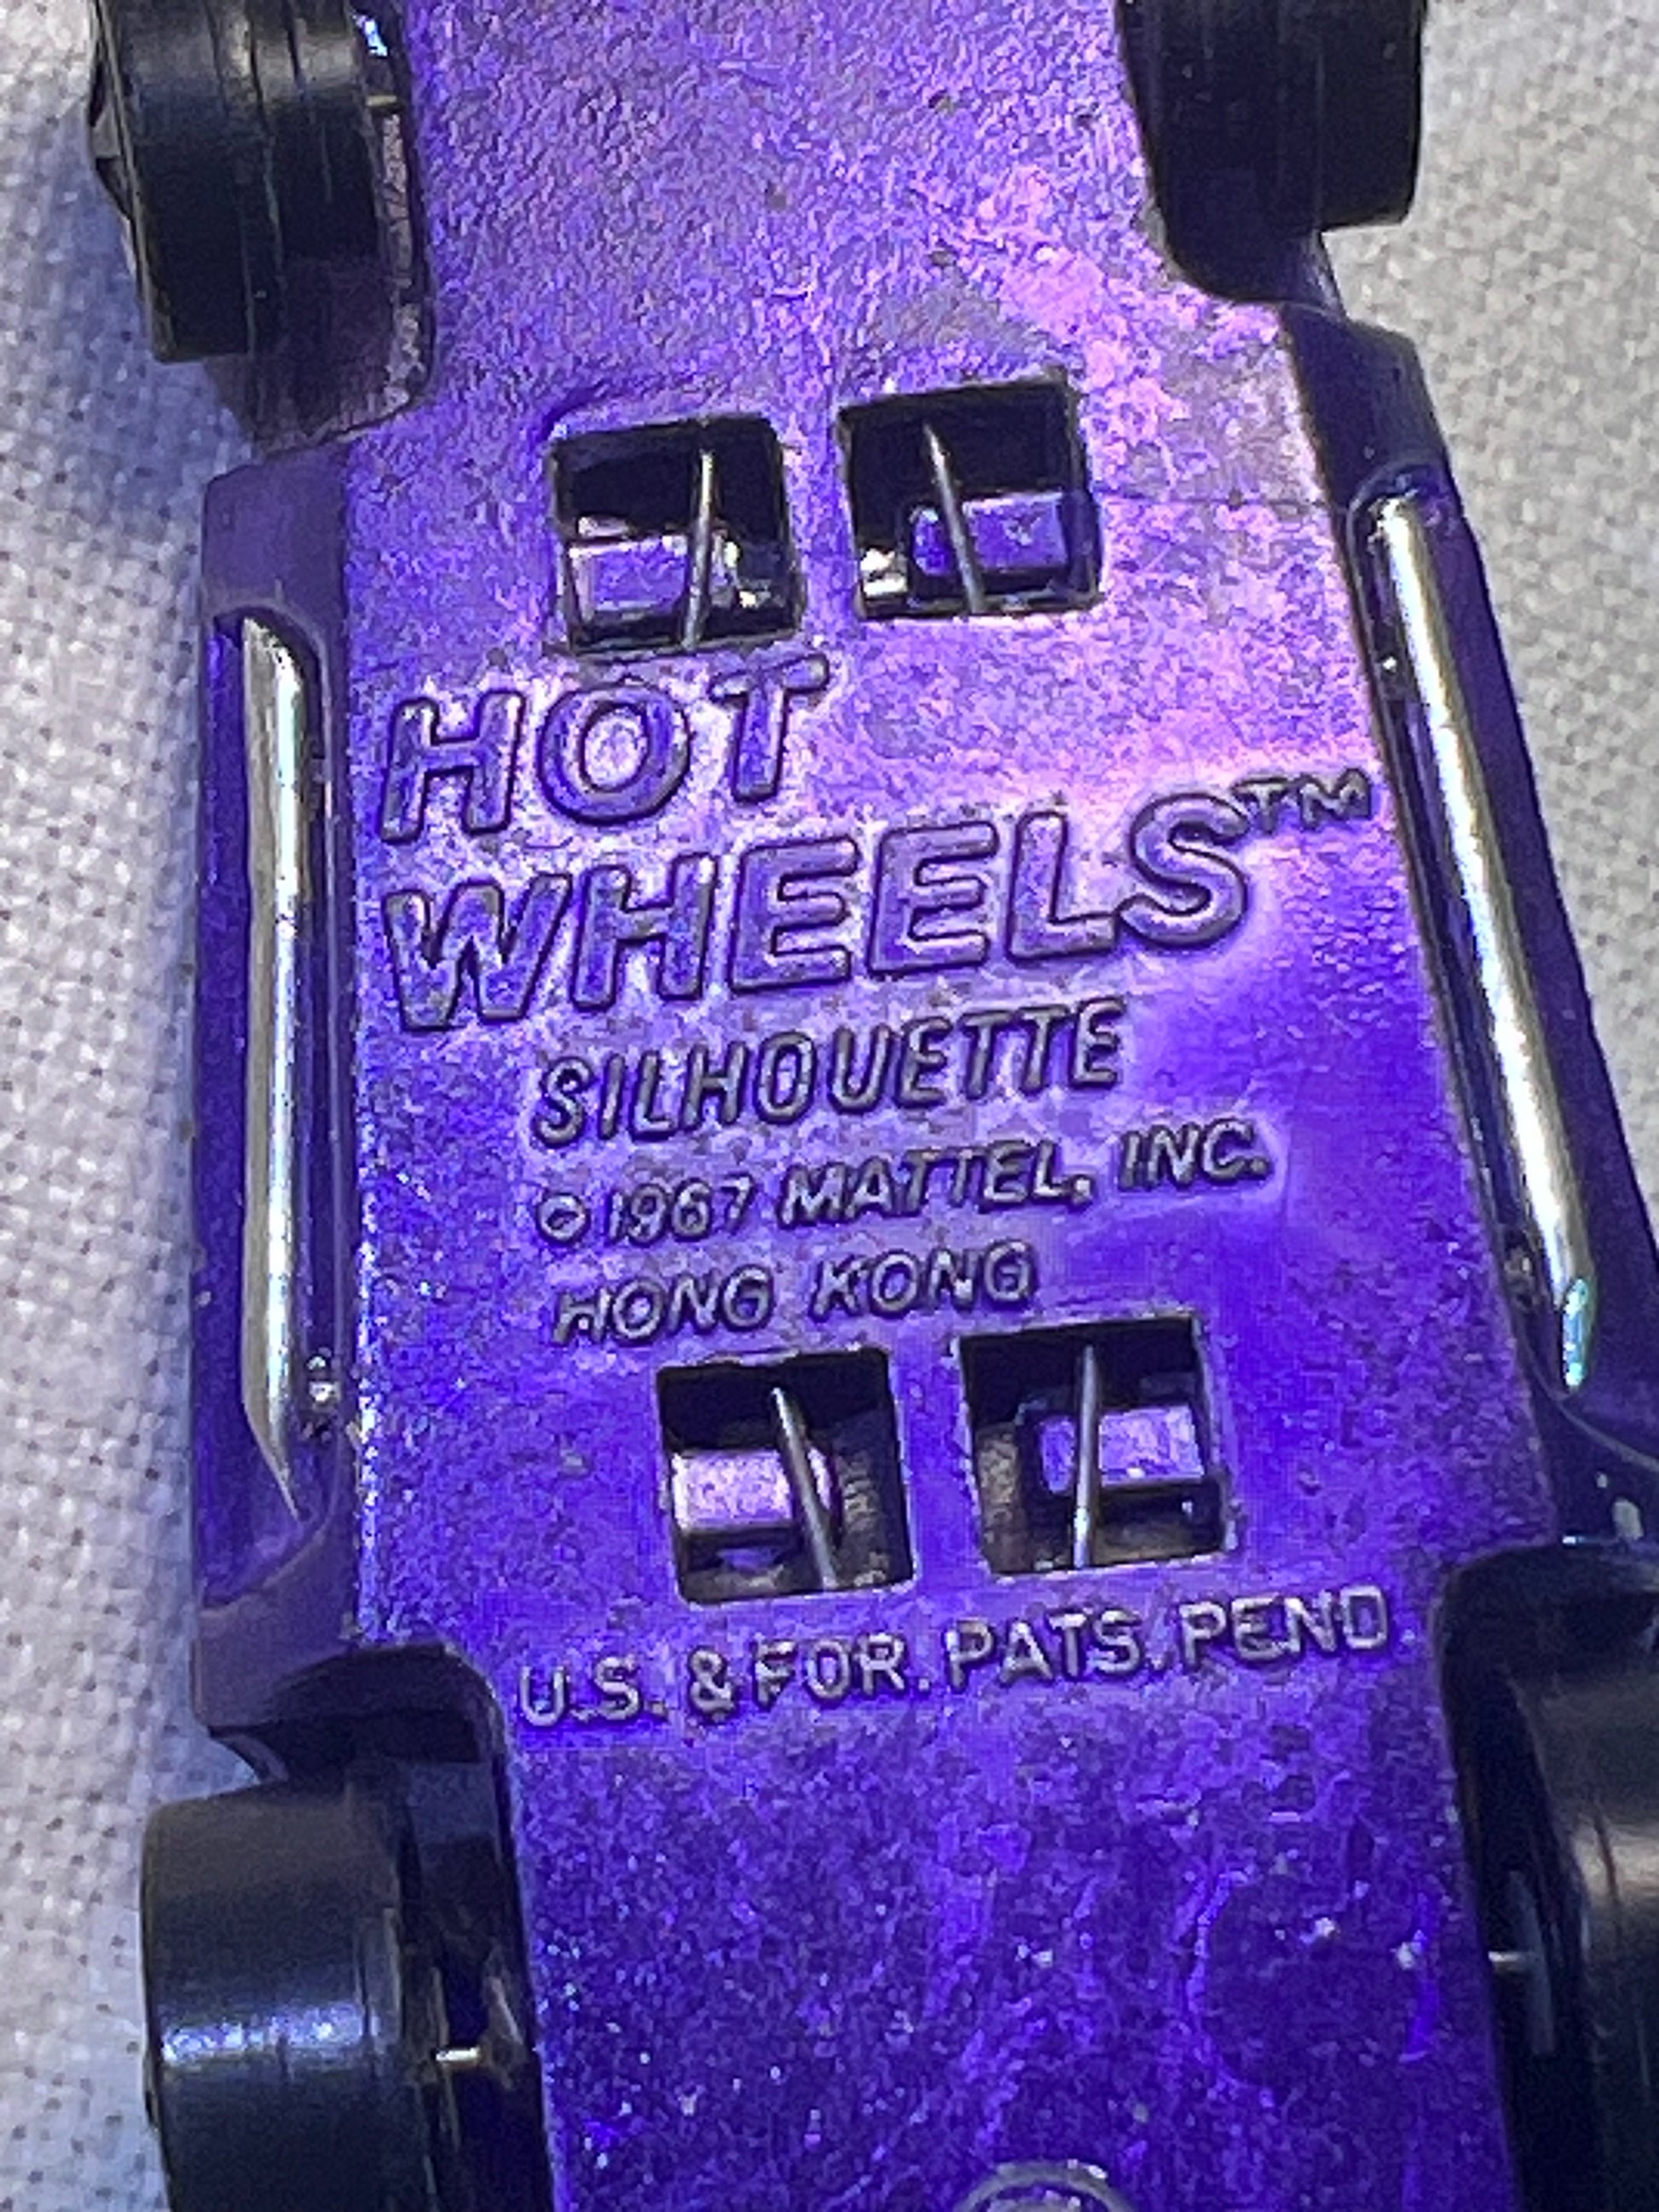 HOT
WHEELS™
SILHOUETTE
© 1967 MATTEL, INC.
HONG KONG
U.S. & FOR. PATS. PEND